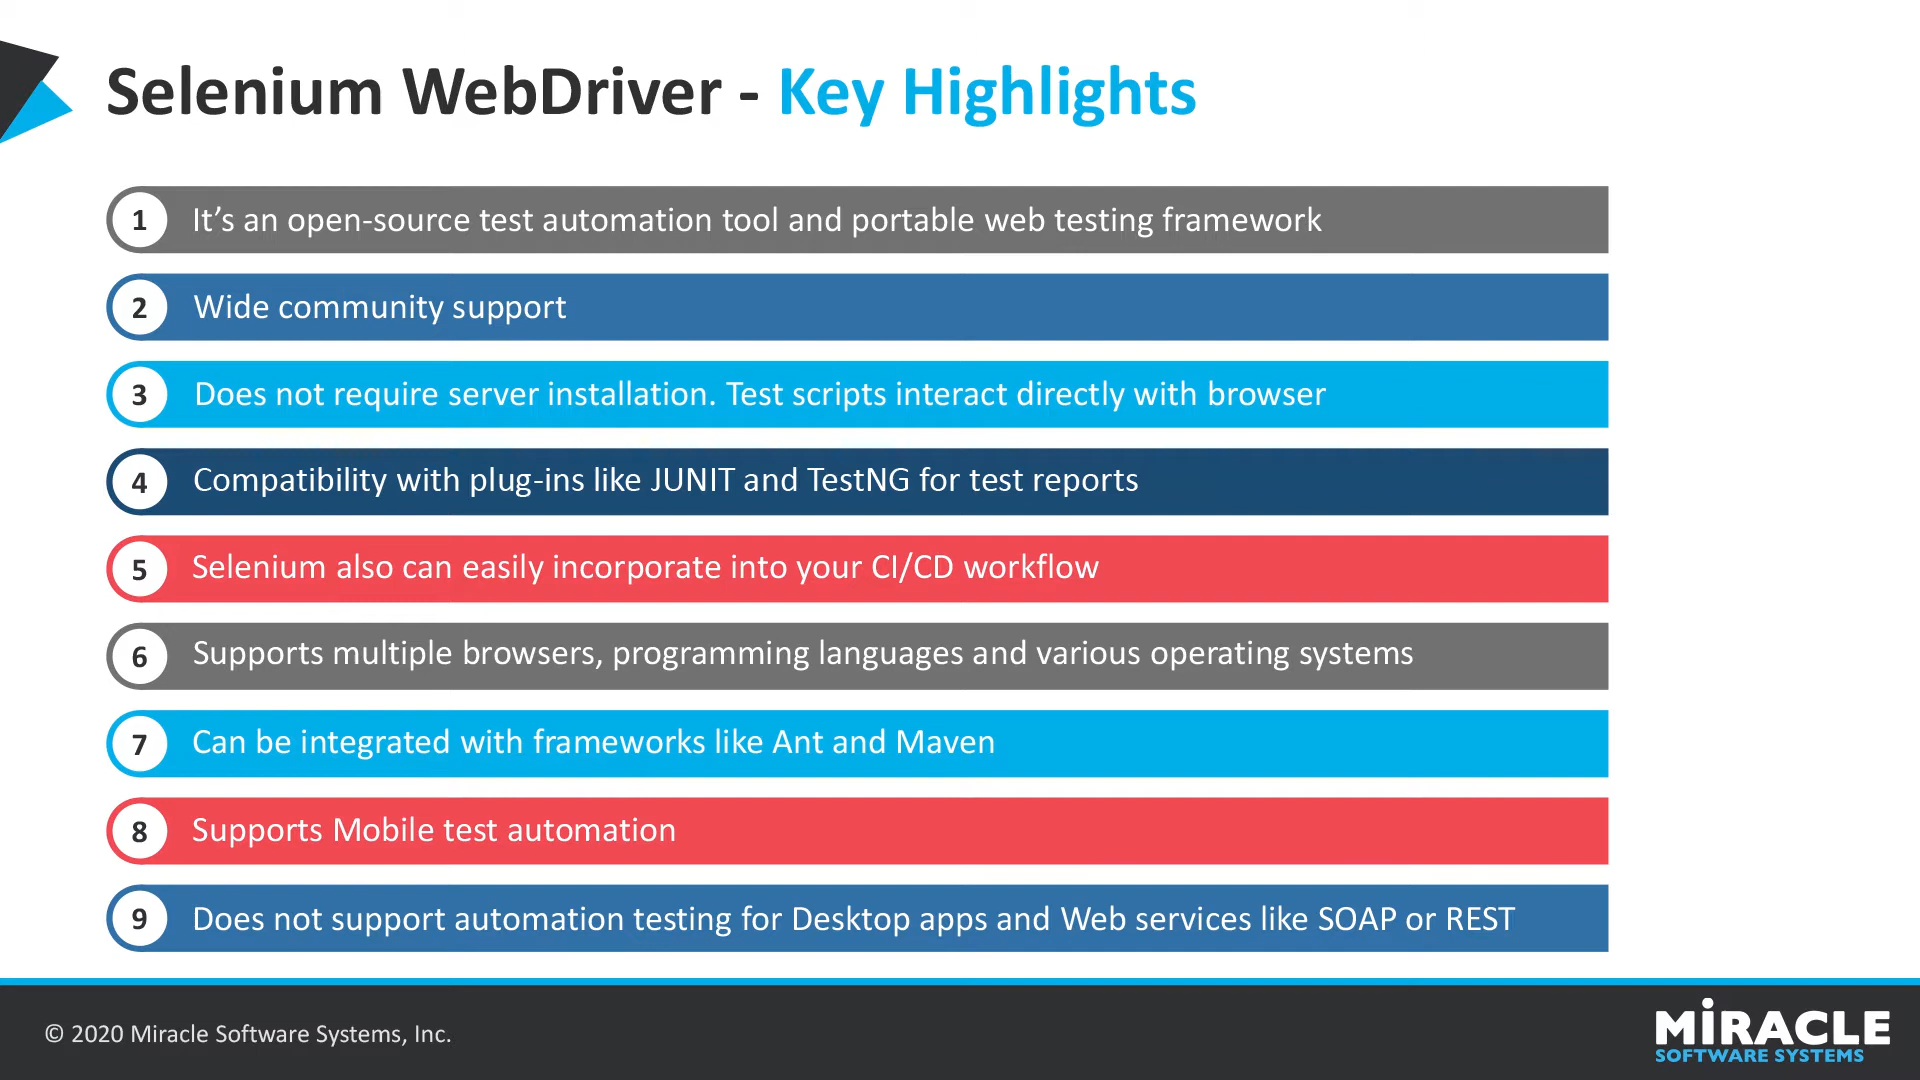 Selenium WebDriver - Key Highlights
1 It’s an open-source test automation tool and portable web testing framework
2 Wide community support
3 Does not require server installation. Test scripts interact directly with browser
4 Compatibility with plug-ins like JUNIT and TestNG for test reports
5 Selenium also can easily incorporate into your CI/CD workflow
6 Supports multiple browsers, programming languages and various operating systems
7 Can be integrated with frameworks like Ant and Maven
8 Supports Mobile test automation
9 Does not support automation testing for Desktop apps and Web services like SOAP or REST
© 2020 Miracle Software Systems, Inc.
MiRACLE
SOFTWARE SYSTEMS